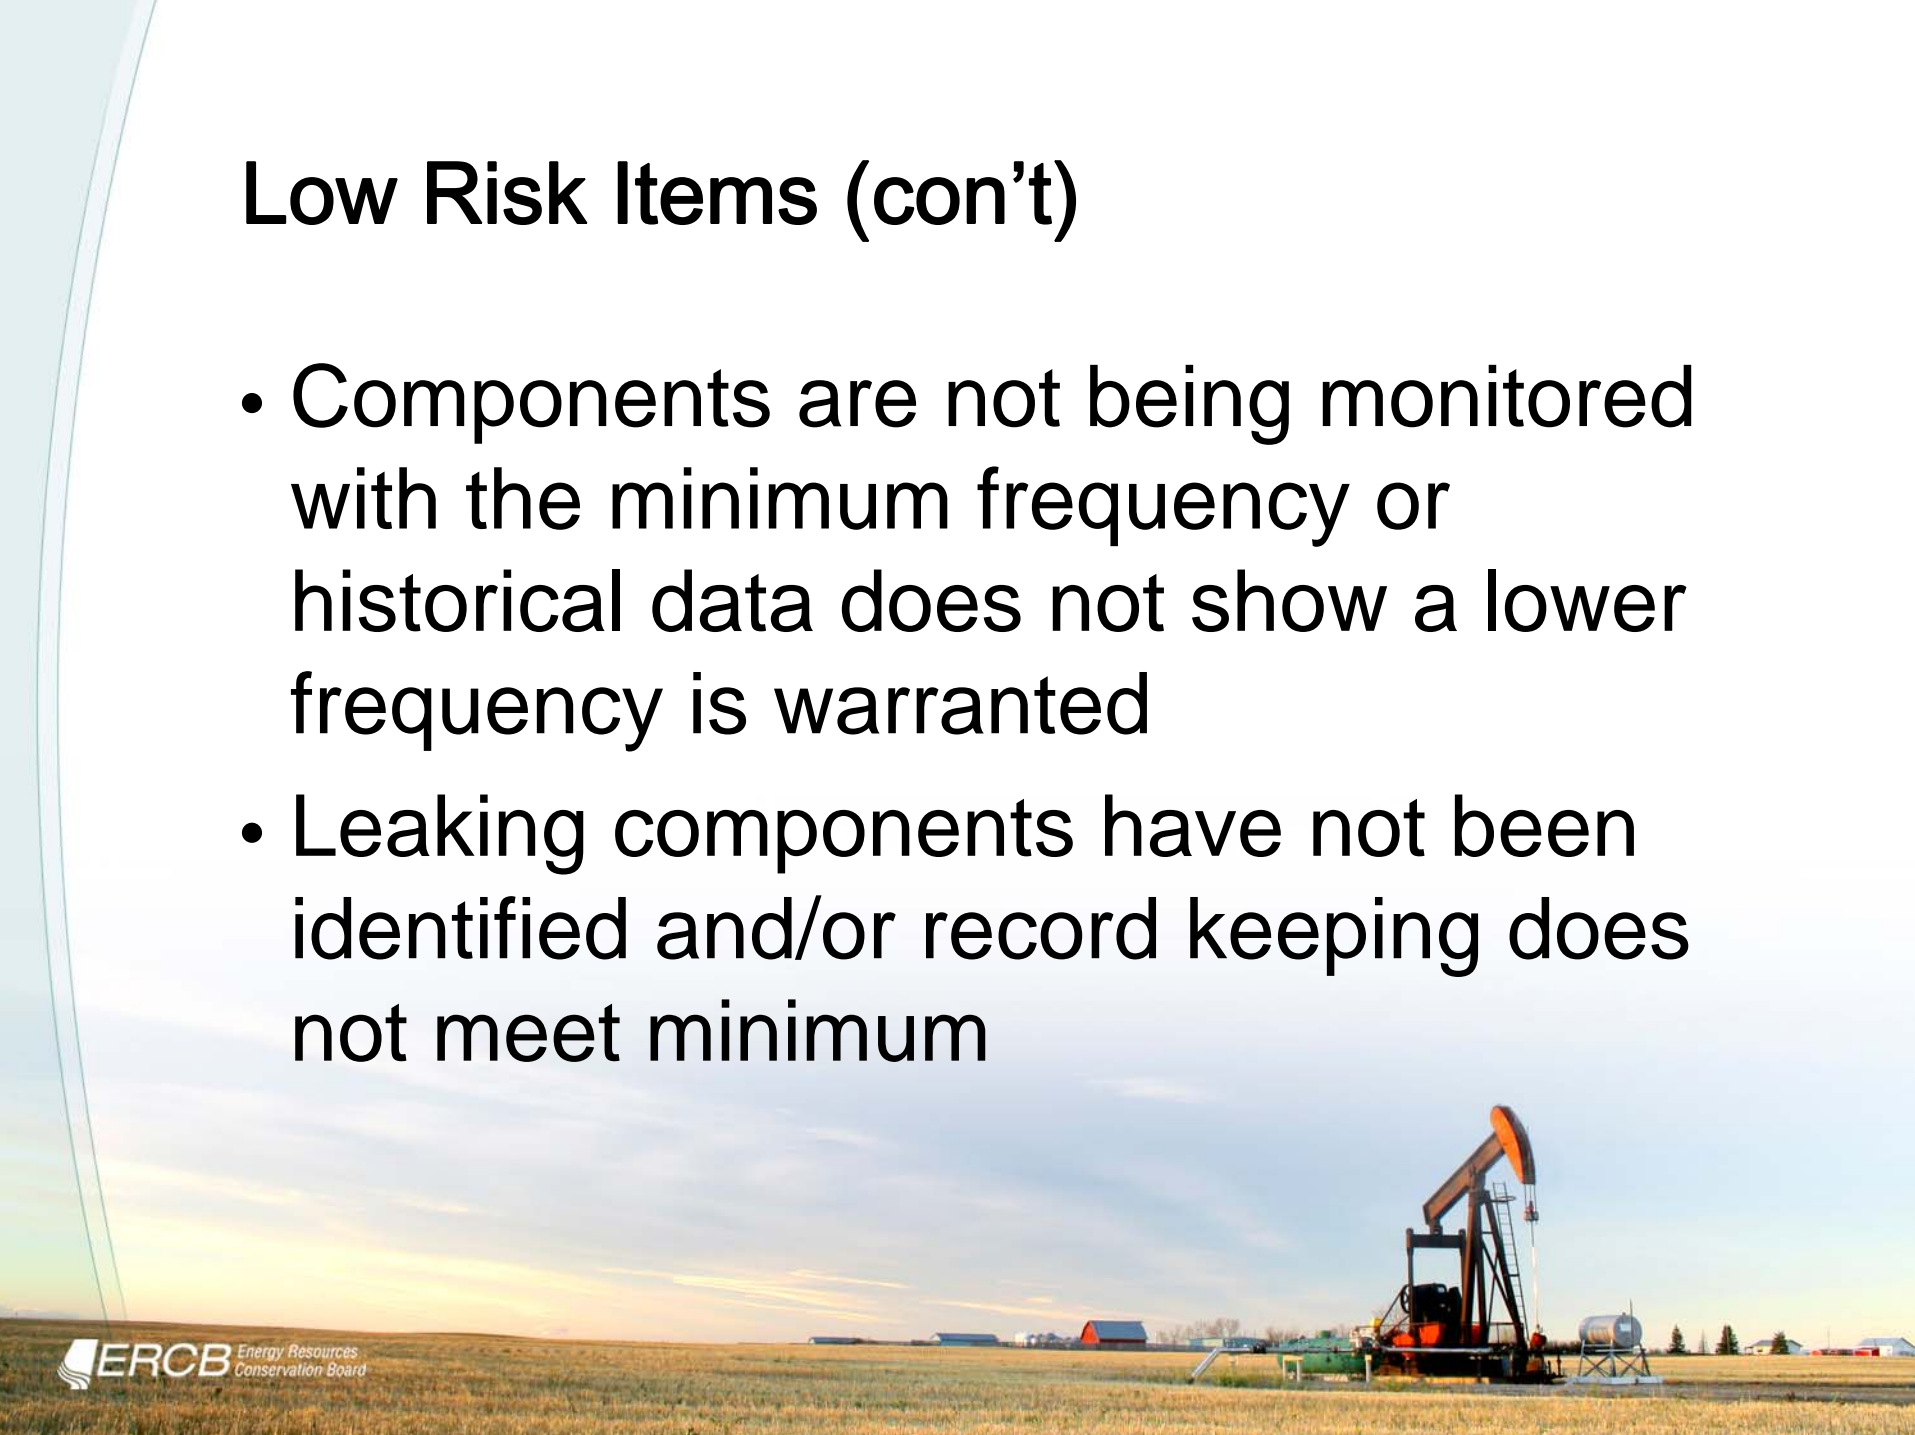 Low Risk Items (con’t)
• Components are not being monitored
with the minimum frequency or
historical data does not show a lower
frequency is warranted
• Leaking components have not been
identified and/or record keeping does
not meet minimum
ERCB Energy Resources
Conservation Board